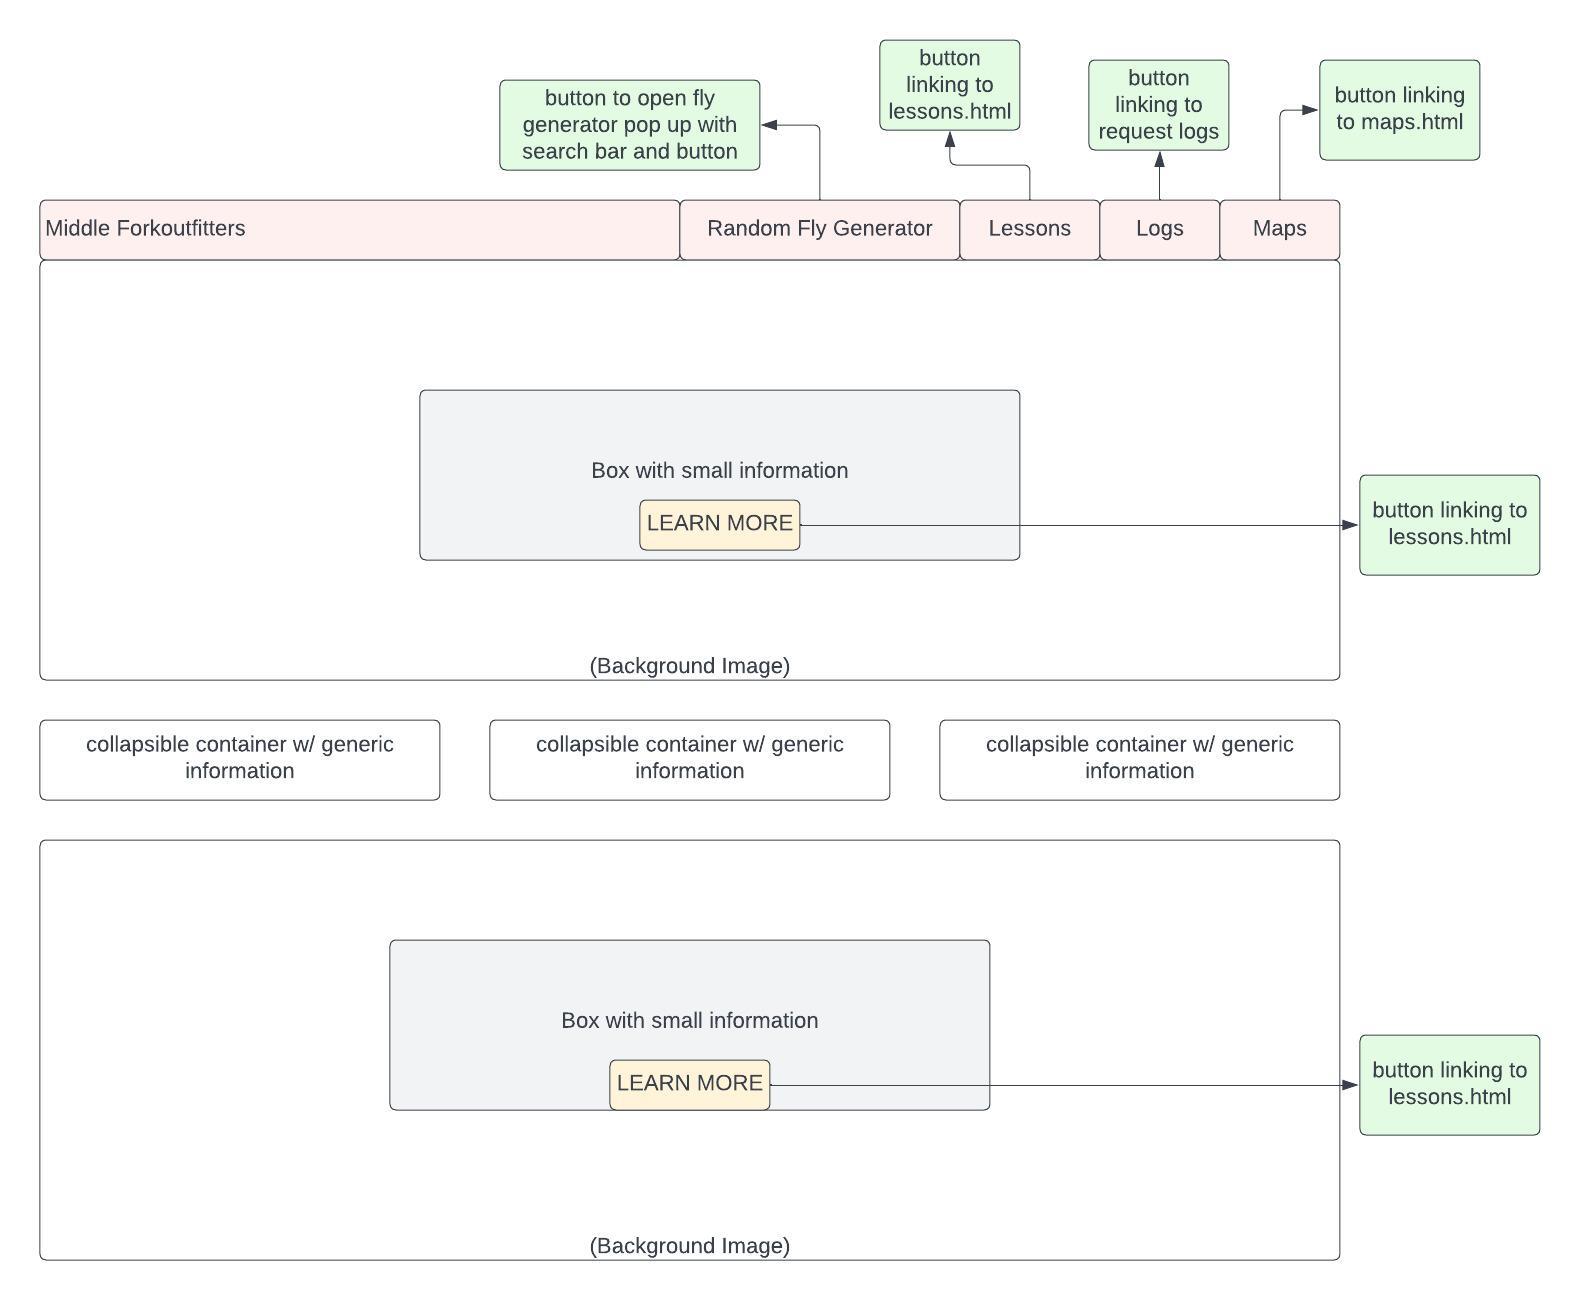 button
linking to
lessons.html
button
linking to
request logs
button linking
to maps.html
button to open fly
generator pop up with
search bar and button
Middle Forkoutfitters
Random Fly Generator
Lessons
Logs
Maps
Box with small information
LEARN MORE
button linking to
lessons.html
(Background Image)
collapsible container w/ generic
information
collapsible container w/ generic
information
collapsible container w/ generic
information
Box with small information
LEARN MORE
button linking to
lessons.html
(Background Image)